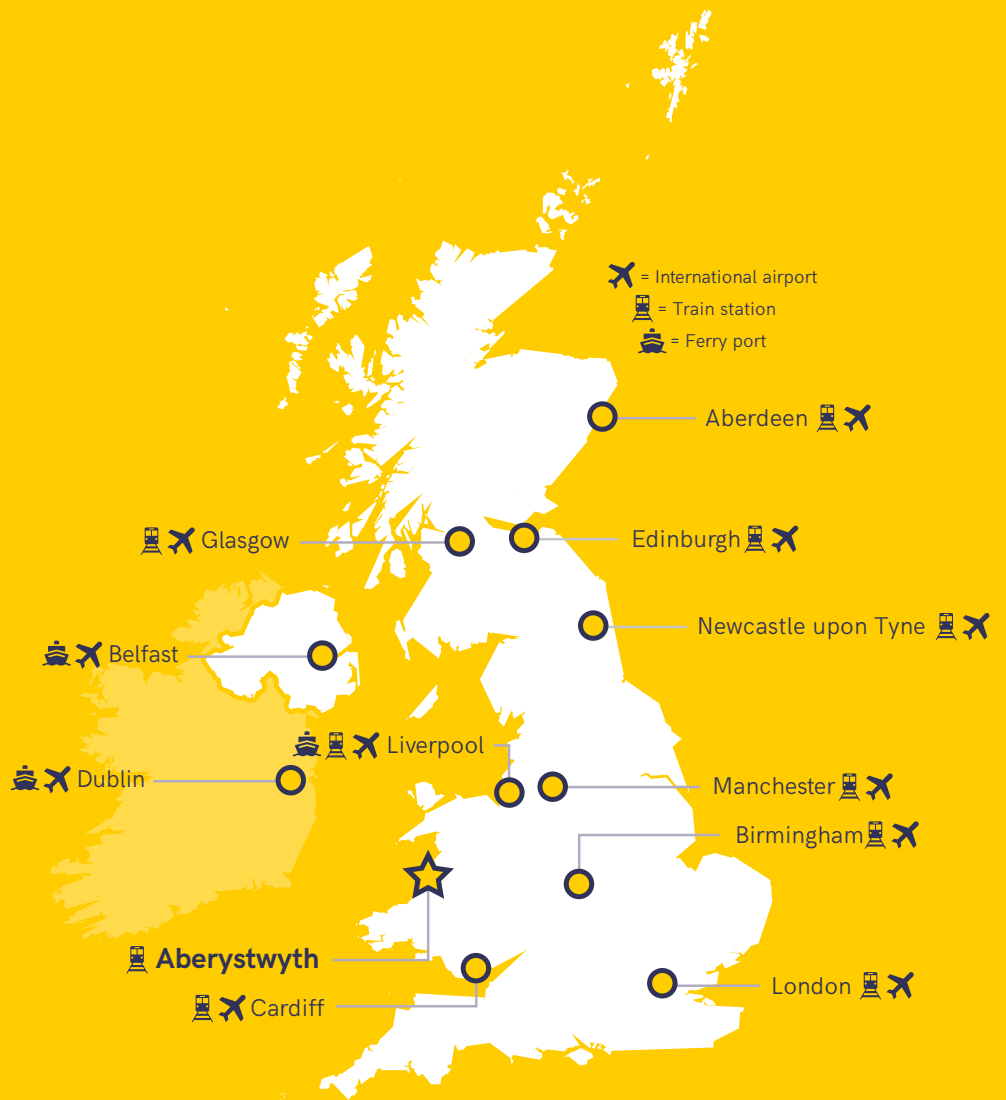 = International airport
= Train station
= Ferry port
Aberdeen
Glasgow
Edinburgh
Newcastle upon Tyne
Belfast
Liverpool
Dublin
Manchester
Birmingham
Aberystwyth
London
Cardiff